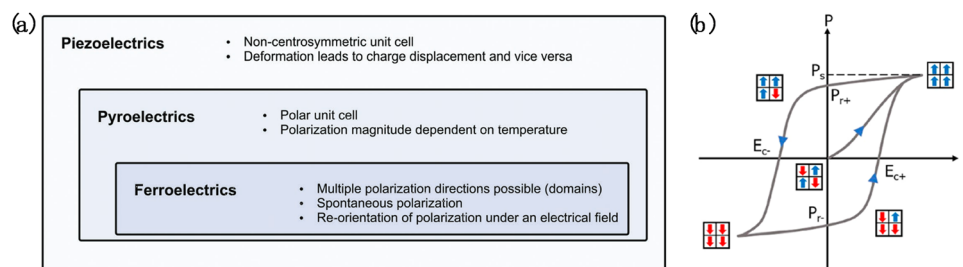 (a)
Piezoelectrics
• Non-centrosymmetric unit cell
• Deformation leads to charge displacement and vice versa
Pyroelectrics
• Polar unit cell
• Polarization magnitude dependent on temperature
Ferroelectrics
• Multiple polarization directions possible (domains)
• Spontaneous polarization
• Re-orientation of polarization under an electrical field
(b)
P
Ps
Pr+
Ec-
Ec+
Pr-